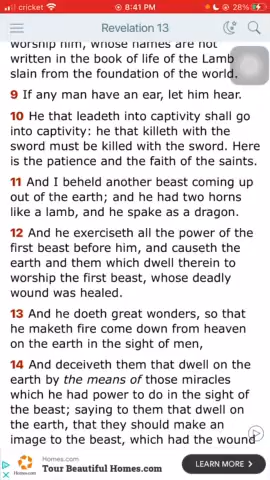 cricket 8:41 PM 28%
Revelation 13
worship him, whose names are not
written in the book of life of the Lamb
slain from the foundation of the world.
9 If any man have an ear, let him hear.
10 He that leadeth into captivity shall go
into captivity: he that killeth with the
sword must be killed with the sword. Here
is the patience and the faith of the saints.
11 And I beheld another beast coming up
out of the earth; and he had two horns
like a lamb, and he spake as a dragon.
12 And he exerciseth all the power of the
first beast before him, and causeth the
earth and them which dwell therein to
worship the first beast, whose deadly
wound was healed.
13 And he doeth great wonders, so that
he maketh fire come down from heaven
on the earth in the sight of men,
14 And deceiveth them that dwell on the
earth by the means of those miracles
which he had power to do in the sight of
the beast; saying to them that dwell on
the earth, that they should make an
image to the beast, which had the wound
Homes.com
Tour Beautiful Homes.com
LEARN MORE >